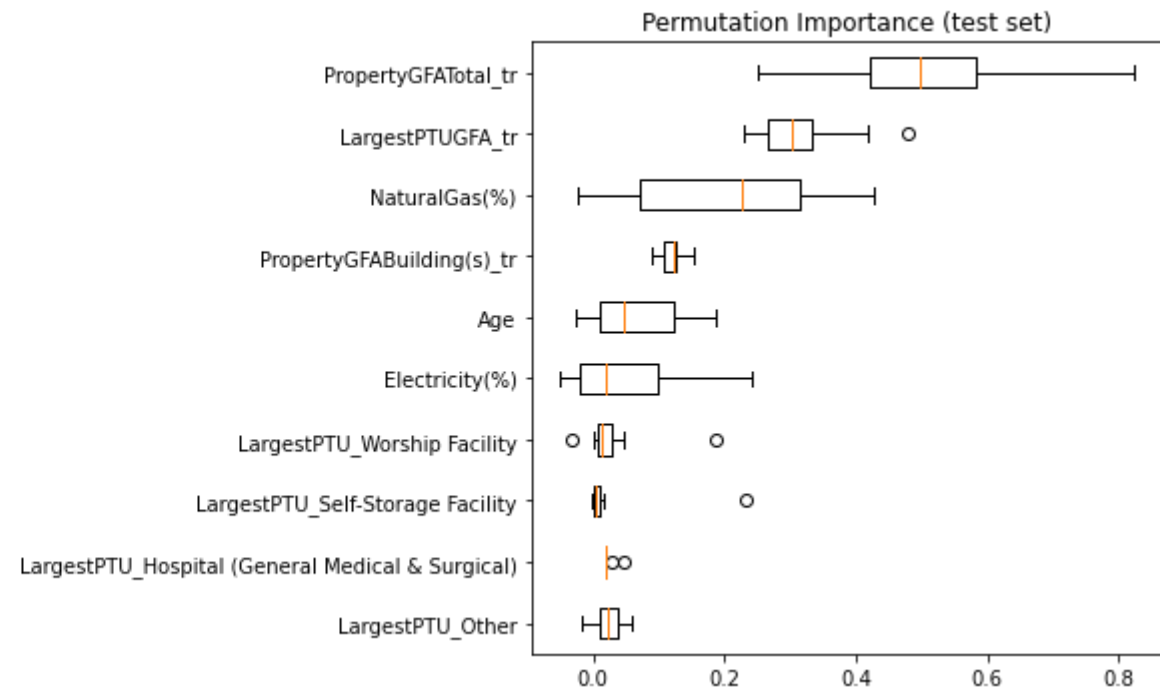 Permutation Importance (test set)
PropertyGFATotal_tr
LargestPTUGFA_tr
NaturalGas(%)
PropertyGFABuilding(s)_tr
Age
Electricity(%)
LargestPTU_Worship Facility
LargestPTU_Self-Storage Facility
LargestPTU_Hospital (General Medical & Surgical)
LargestPTU_Other
0.0 0.2 0.4 0.6 0.8